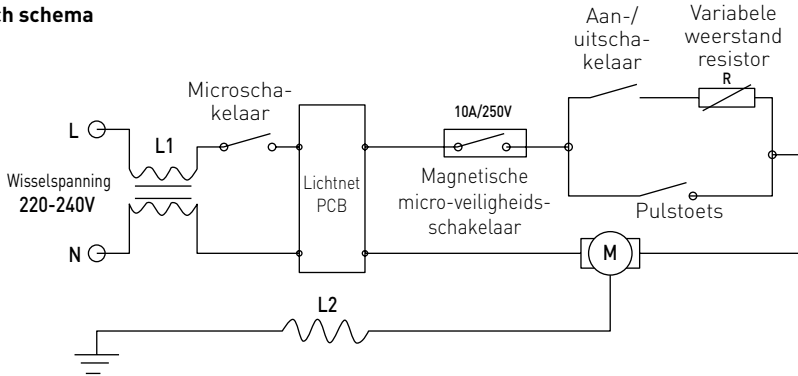 ch schema
Aan-/
uitscha-
kelaar
Variabele
weerstand
resistor
R
Microscha-
kelaar
10A/250V
L
L1
Wisselspanning
220-240V
Lichtnet
PCB
Magnetische
micro-veiligheids-
schakelaar
Pulstoets
N
M
L2